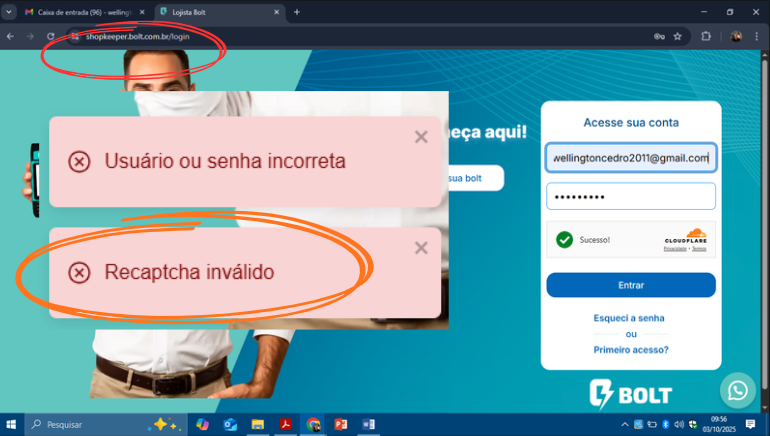 Caixa de entrada (96) - wellingt
Lojista Bolt
shopkeeper.bolt.com.br/login
Usuário ou senha incorreta
Recaptcha inválido
eça aqui!
sua bolt
Acesse sua conta
wellingtoncedro2011@gmail.com
Sucesso!
CLOUDFLARE
Privacidade • Termos
Entrar
Esqueci a senha
ou
Primeiro acesso?
BOLT
Pesquisar
09:56
03/10/2025